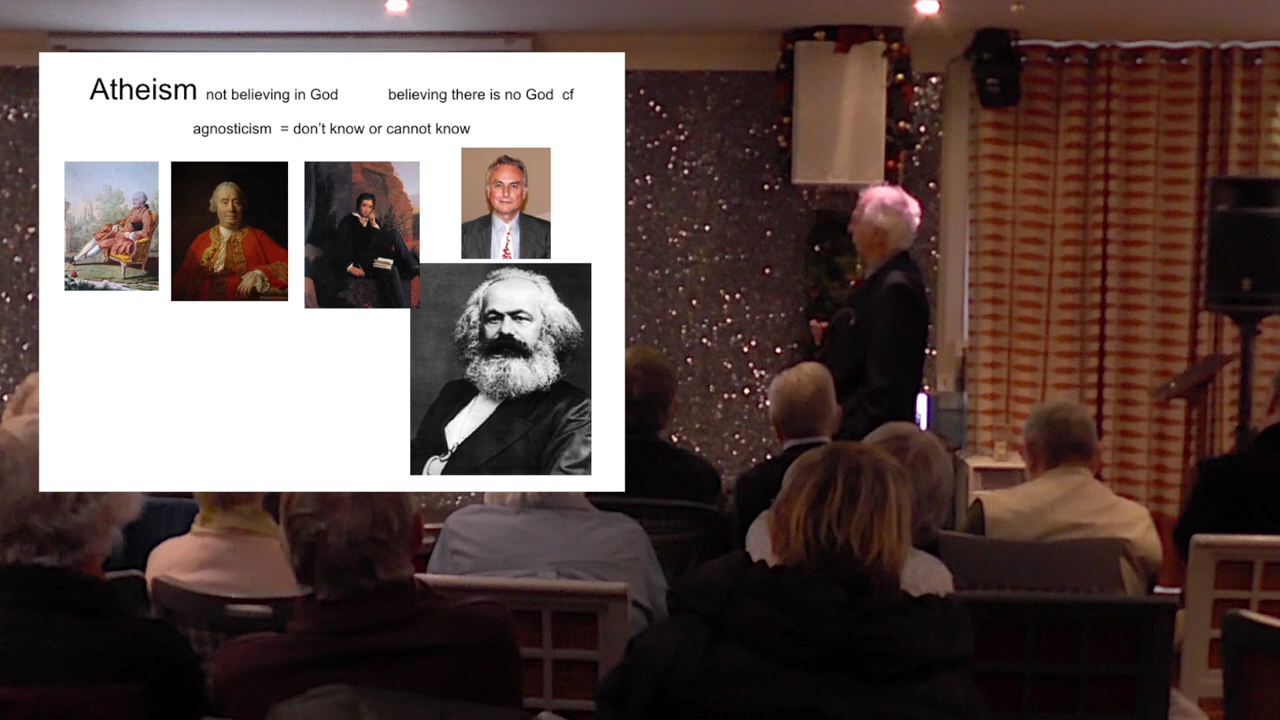 Atheism not believing in God believing there is no God cf
agnosticism = don't know or cannot know